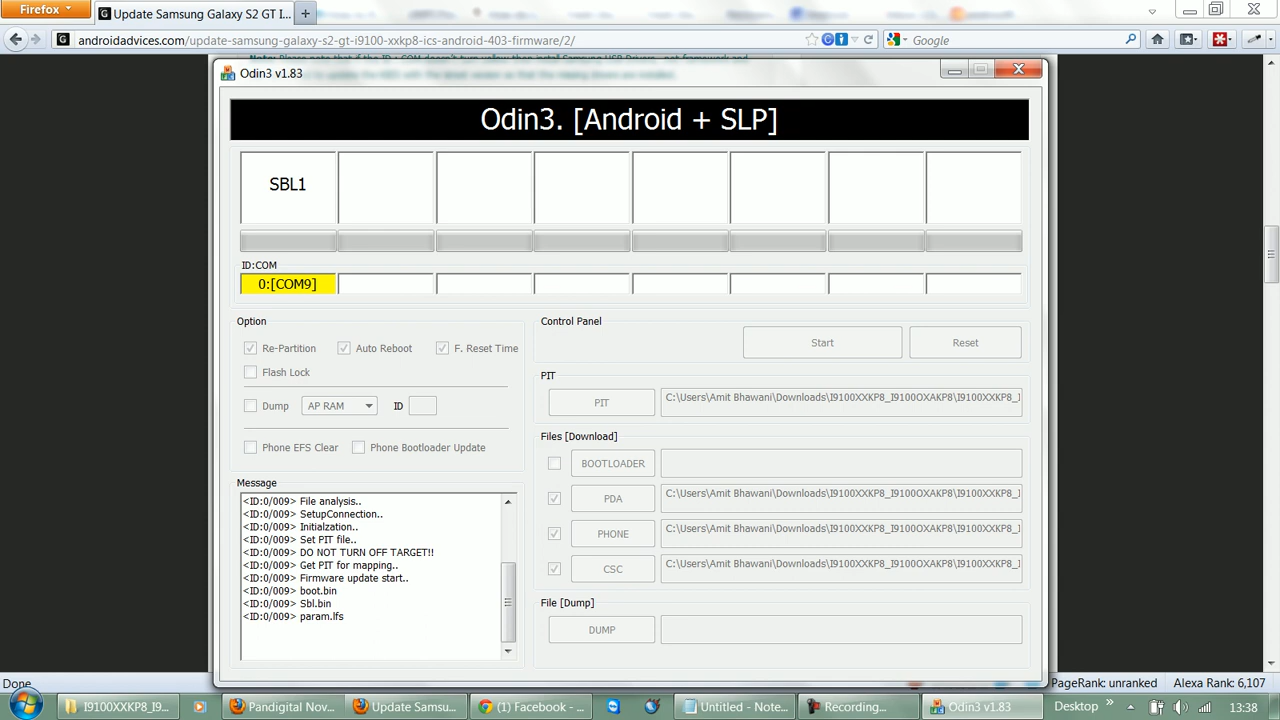 Firefox
Update Samsung Galaxy S2 GT I...
androidadvices.com/update-samsung-galaxy-s2-gt-i9100-xxkp8-ics-android-403-firmware/2/
Google
Odin3 v1.83
Odin3. [Android + SLP]
SBL1
ID:COM
0:[COM9]
Option
Re-Partition
Auto Reboot
F. Reset Time
Flash Lock
Dump
AP RAM
ID
Phone EFS Clear
Phone Bootloader Update
Message
<ID:0/009> File analysis..
<ID:0/009> SetupConnection..
<ID:0/009> Initialzation..
<ID:0/009> Set PIT file..
<ID:0/009> DO NOT TURN OFF TARGET!!
<ID:0/009> Get PIT for mapping..
<ID:0/009> Firmware update start..
<ID:0/009> boot.bin
<ID:0/009> Sbl.bin
<ID:0/009> param.lfs
Control Panel
Start
Reset
PIT
PIT
C:\Users\Amit Bhawani\Downloads\I9100XXKP8_I9100OXAKP8\I9100XXKP8_I
Files [Download]
BOOTLOADER
PDA
C:\Users\Amit Bhawani\Downloads\I9100XXKP8_I9100OXAKP8\I9100XXKP8_I
PHONE
C:\Users\Amit Bhawani\Downloads\I9100XXKP8_I9100OXAKP8\I9100XXKP8_I
CSC
C:\Users\Amit Bhawani\Downloads\I9100XXKP8_I9100OXAKP8\I9100XXKP8_I
File [Dump]
DUMP
Done
PageRank: unranked
Alexa Rank: 6,107
I9100XXKP8_I9...
Pandigital Nov...
Update Samsu...
(1) Facebook - ...
Untitled - Note...
Recording...
Odin3 v1.83
Desktop
13:38